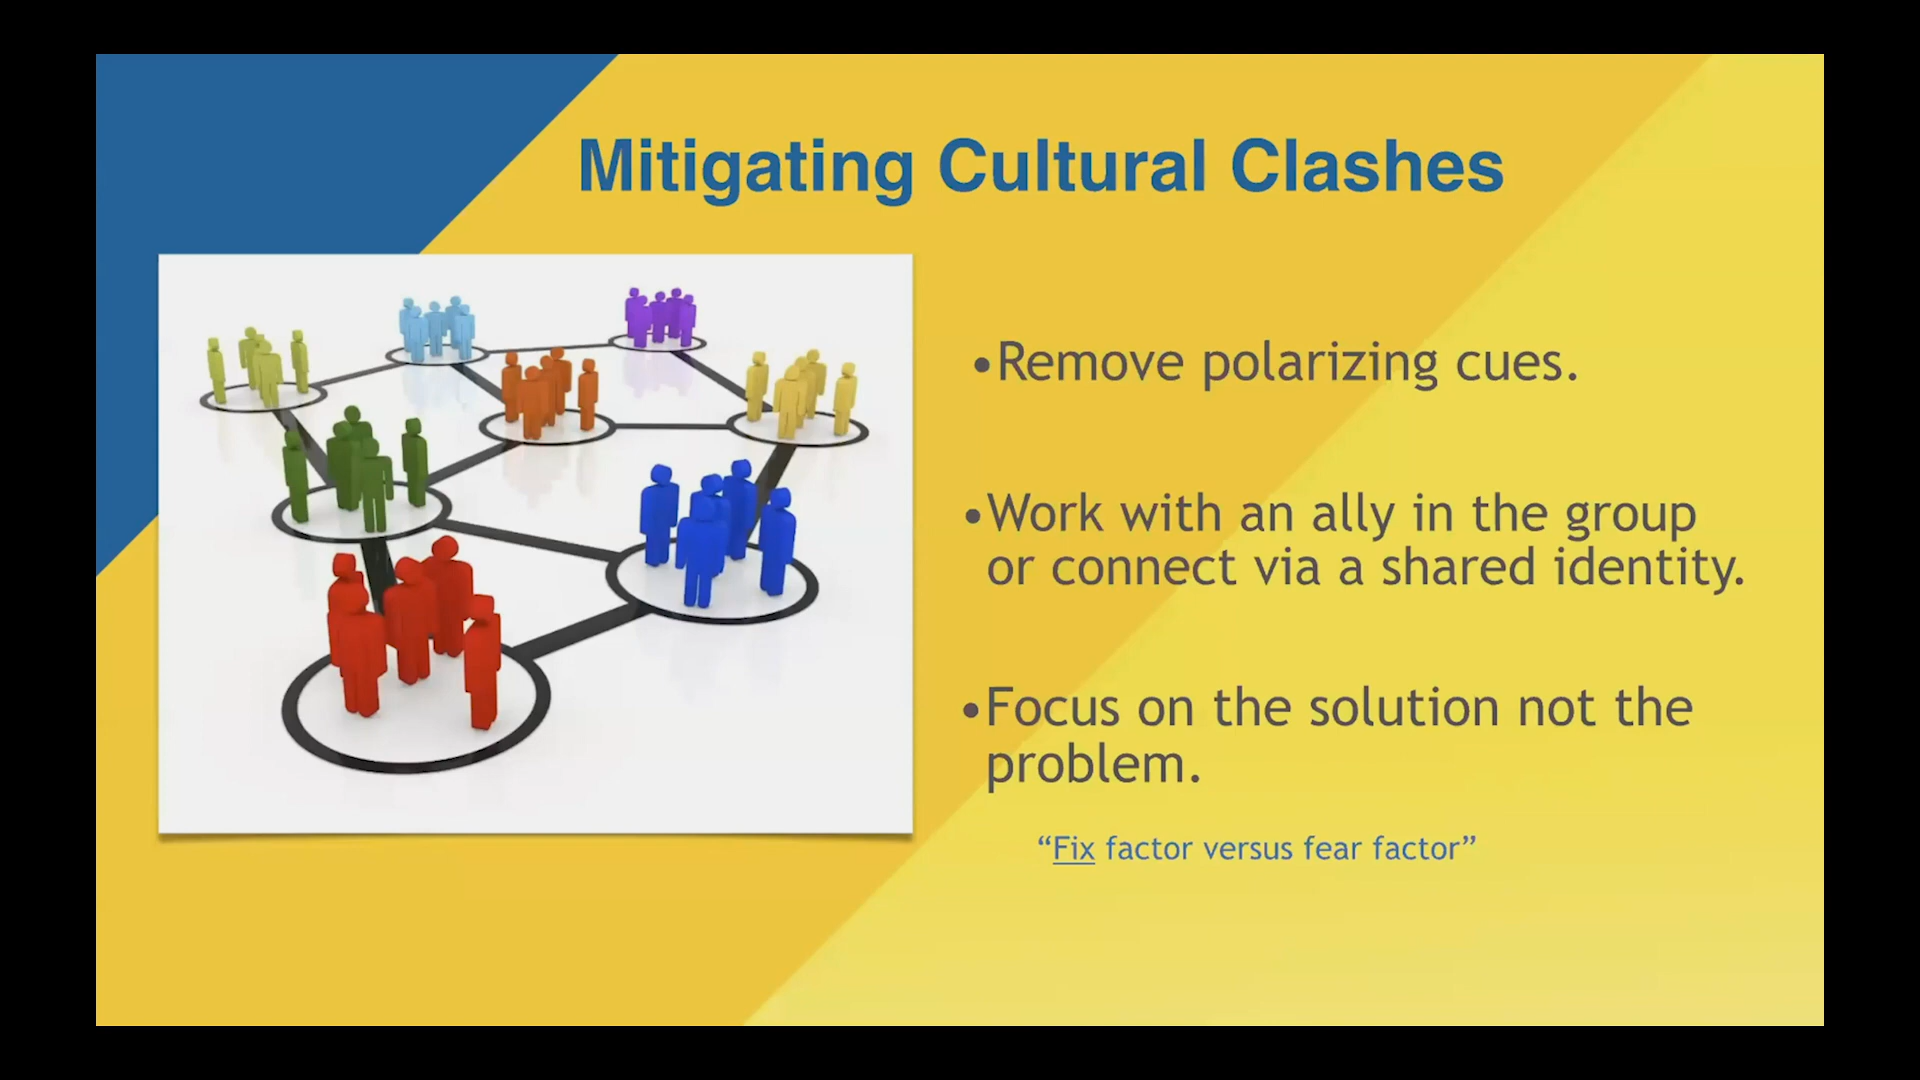 Mitigating Cultural Clashes
•Remove polarizing cues.
•Work with an ally in the group
or connect via a shared identity.
•Focus on the solution not the
problem.
“Fix factor versus fear factor”